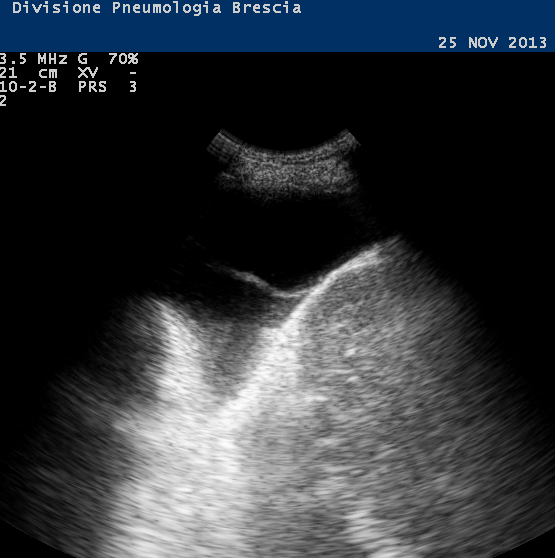 Divisione Pneumologia Brescia
25 NOV 2013
3.5 MHz G 70%
21 cm XV -
10-2-B PRS 3
2